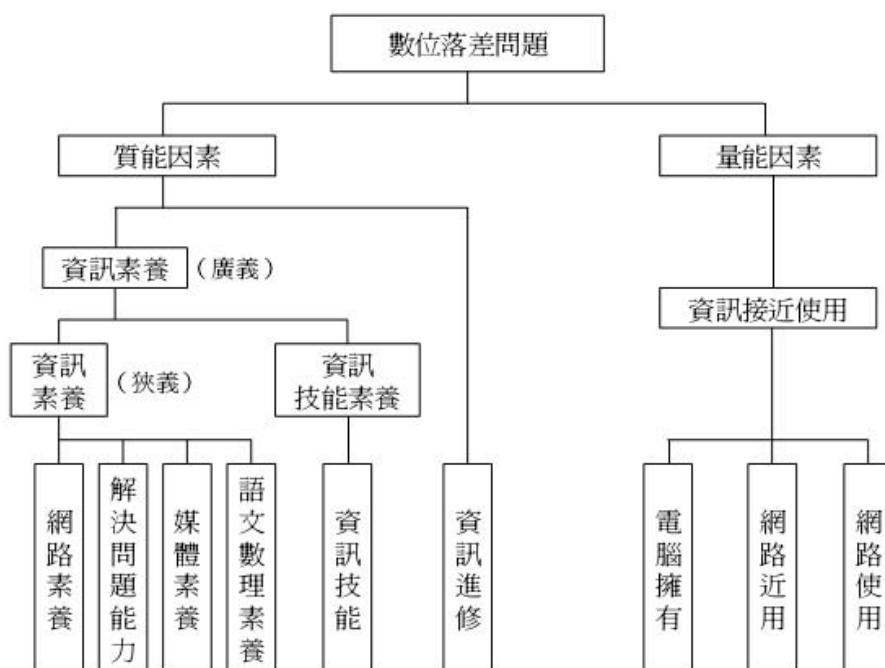 數位落差問題
質能因素
量能因素
資訊素養
（廣義）
資訊接近使用
資訊
素養
（狹義）
資訊
技能素養
網路素養
解決問題能力
媒體素養
語文數理素養
資訊技能
資訊進修
電腦擁有
網路近用
網路使用